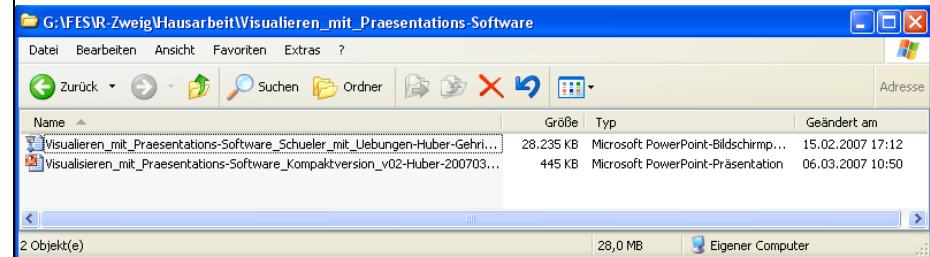 G:\FES\R-Zweig\Hausarbeit\Visualieren_mit_Praesentations-Software
Datei Bearbeiten Ansicht Favoriten Extras ?
Zurück Suchen Ordner Adresse
Name Größe Typ Geändert am
Visualieren_mit_Praesentations-Software_Schueler_mit_Uebungen-Huber-Gehri... 28.235 KB Microsoft PowerPoint-Bildschirmp... 15.02.2007 17:12
Visualisieren_mit_Praesentations-Software_Kompaktversion_v02-Huber-200703... 445 KB Microsoft PowerPoint-Präsentation 06.03.2007 10:50
2 Objekt(e) 28,0 MB Eigener Computer